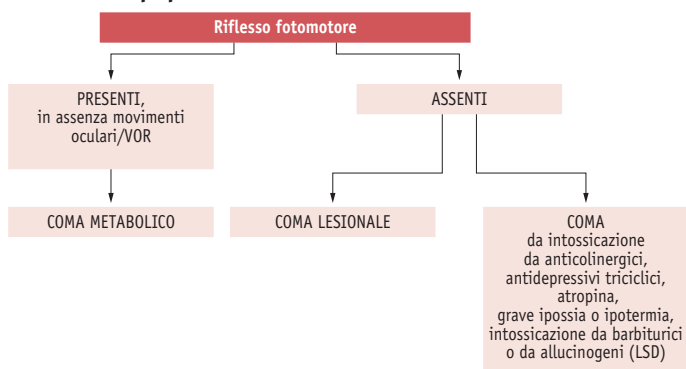 Riflesso fotomotore
PRESENTI,
in assenza movimenti
oculari/VOR
ASSENTI
COMA METABOLICO
COMA LESIONALE
COMA
da intossicazione
da anticolinergici,
antidepressivi triciclici,
atropina,
grave ipossia o ipotermia,
intossicazione da barbiturici
o da allucinogeni (LSD)